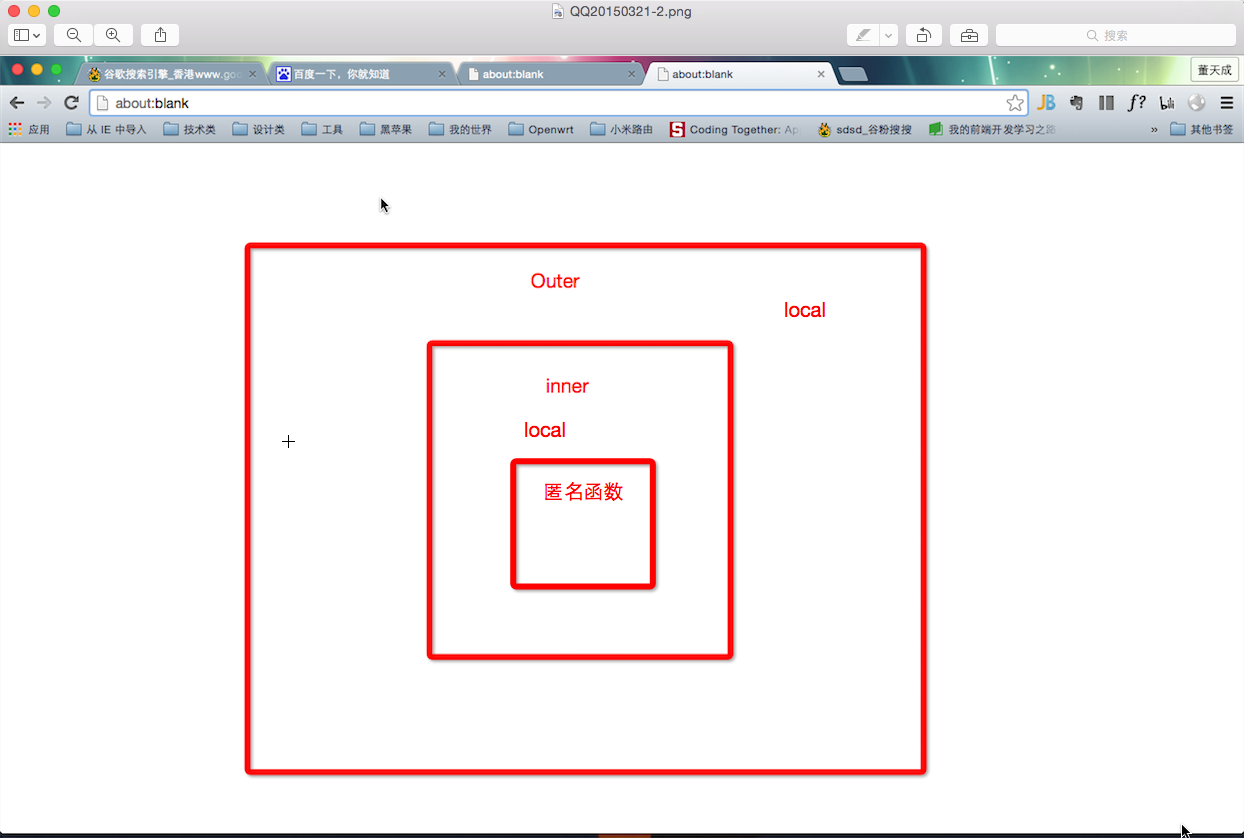 QQ20150321-2.png
搜索
谷歌搜索引擎_香港www.goo
百度一下，你就知道
about:blank
about:blank
董天成
about:blank
应用 从 IE 中导入 技术类 设计类 工具 黑苹果 我的世界 Openwrt 小米路由 Coding Together: Ap sdsd_谷粉搜搜 我的前端开发学习之路 » 其他书签
Outer
local
inner
local
匿名函数